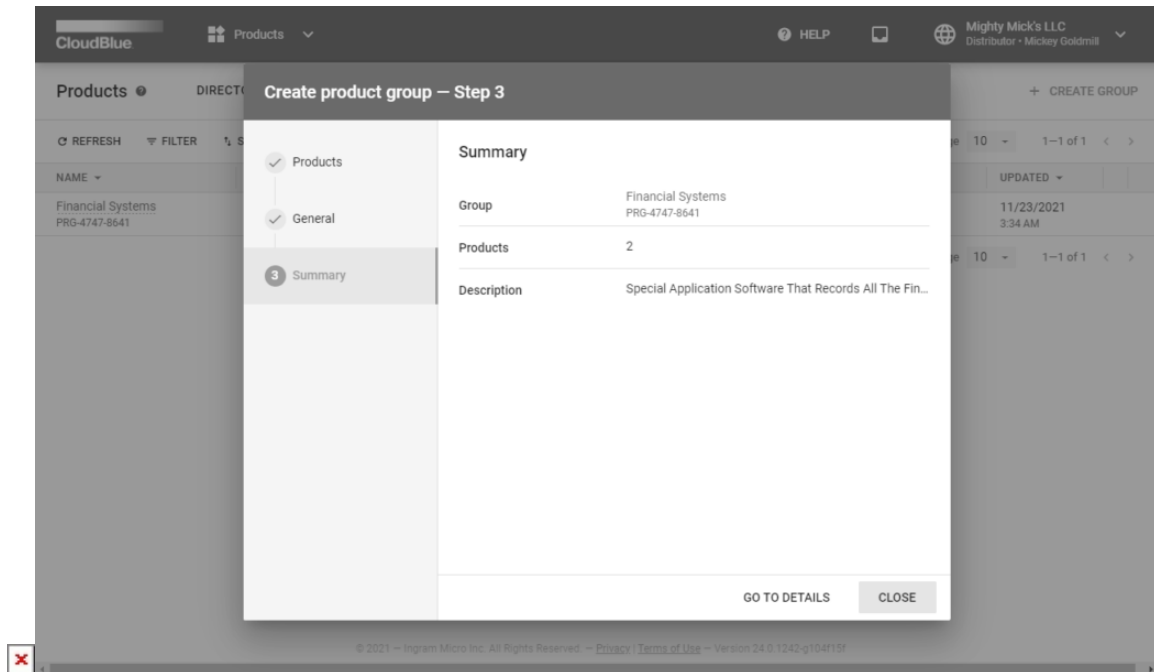 CloudBlue
Products
HELP
Mighty Mick's LLC
Distributor • Mickey Goldmill
Products
DIRECTO
+ CREATE GROUP
Create product group — Step 3
REFRESH
FILTER
S
ge 10
1–1 of 1
NAME
UPDATED
Financial Systems
PRG-4747-8641
11/23/2021
3:34 AM
ge 10
1–1 of 1
Products
General
3 Summary
Summary
Group
Financial Systems
PRG-4747-8641
Products
2
Description
Special Application Software That Records All The Fin...
GO TO DETAILS
CLOSE
© 2021 – Ingram Micro Inc. All Rights Reserved. – Privacy | Terms of Use – Version 24.0.1242-g104f15f